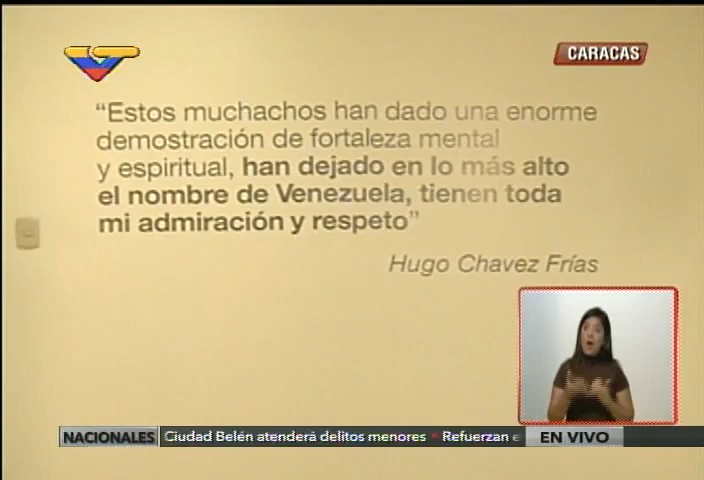 CARACAS
“Estos muchachos han dado una enorme
demostración de fortaleza mental
y espiritual, han dejado en lo más alto
el nombre de Venezuela, tienen toda
mi admiración y respeto”
Hugo Chavez Frías
NACIONALES Ciudad Belén atenderá delitos menores • Refuerzan e EN VIVO